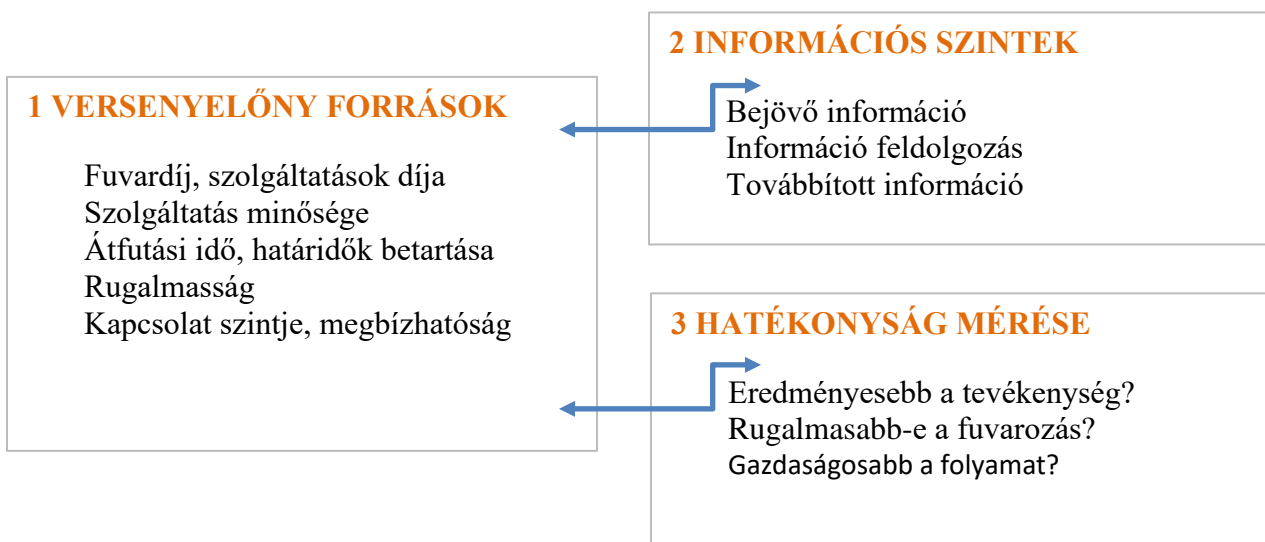 1 VERSENYELŐNY FORRÁSOK
Fuvardíj, szolgáltatások díja
Szolgáltatás minősége
Átfutási idő, határidők betartása
Rugalmasság
Kapcsolat szintje, megbízhatóság
2 INFORMÁCIÓS SZINTEK
Bejövő információ
Információ feldolgozás
Továbbított információ
3 HATÉKONYSÁG MÉRÉSE
Eredményesebb a tevékenység?
Rugalmasabb-e a fuvarozás?
Gazdaságosabb a folyamat?